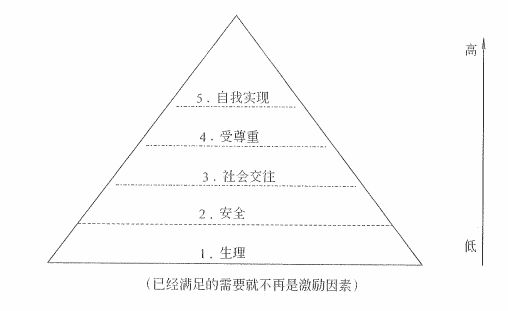 高
5．自我实现
4．受尊重
3．社会交往
2．安全
低
1．生理
（已经满足的需要就不再是激励因素）